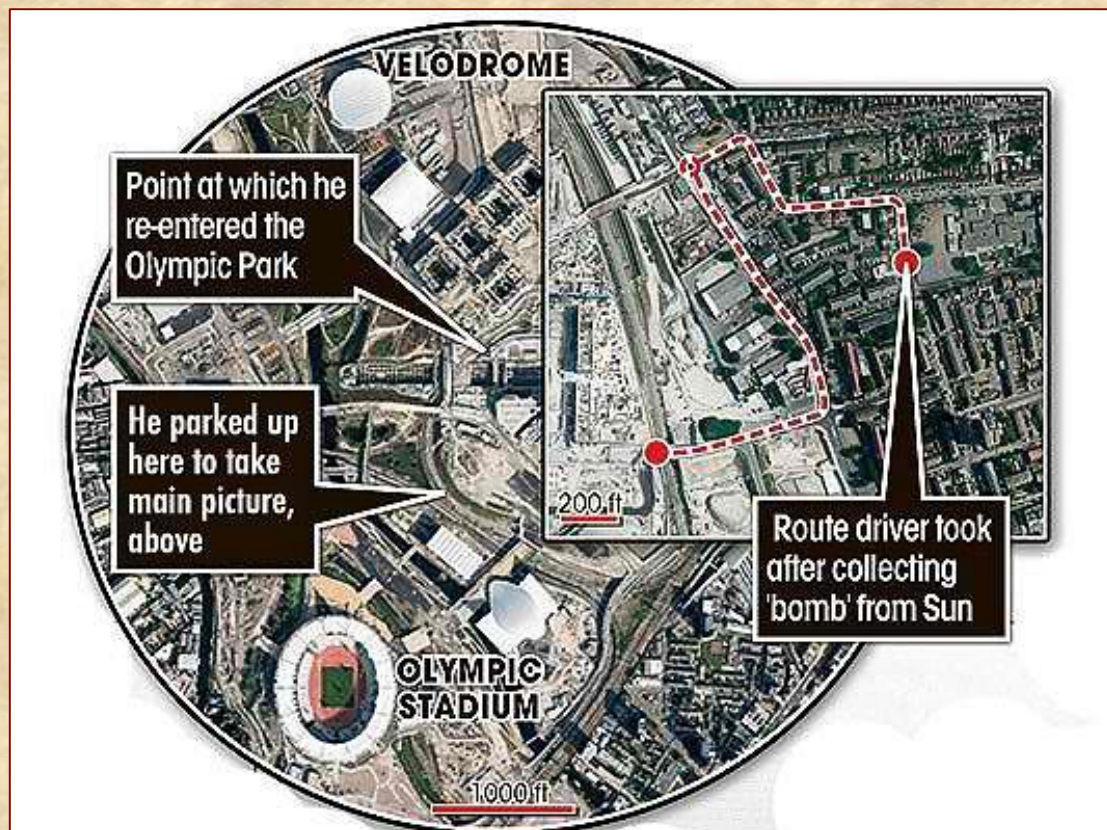 VELODROME
Point at which he
re-entered the
Olympic Park
He parked up
here to take
main picture,
above
200 ft
Route driver took
after collecting
'bomb' from Sun
OLYMPIC
STADIUM
1000 ft